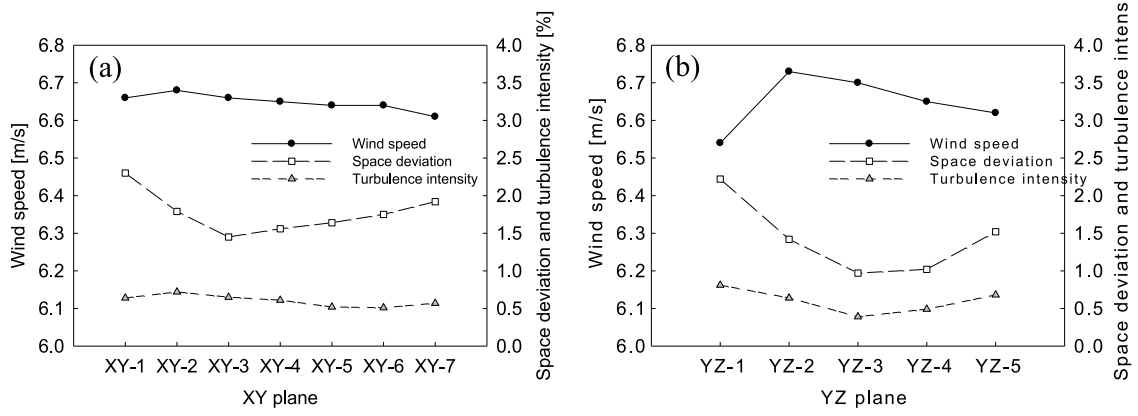 (a)
Wind speed [m/s]
6.8
6.7
6.6
6.5
6.4
6.3
6.2
6.1
6.0
Wind speed
Space deviation
Turbulence intensity
4.0
3.5
3.0
2.5
2.0
1.5
1.0
0.5
0.0
Space deviation and turbulence intensity [%]
XY-1 XY-2 XY-3 XY-4 XY-5 XY-6 XY-7
XY plane
(b)
Wind speed [m/s]
6.8
6.7
6.6
6.5
6.4
6.3
6.2
6.1
6.0
Wind speed
Space deviation
Turbulence intensity
4.0
3.5
3.0
2.5
2.0
1.5
1.0
0.5
0.0
Space deviation and turbulence intens
YZ-1 YZ-2 YZ-3 YZ-4 YZ-5
YZ plane